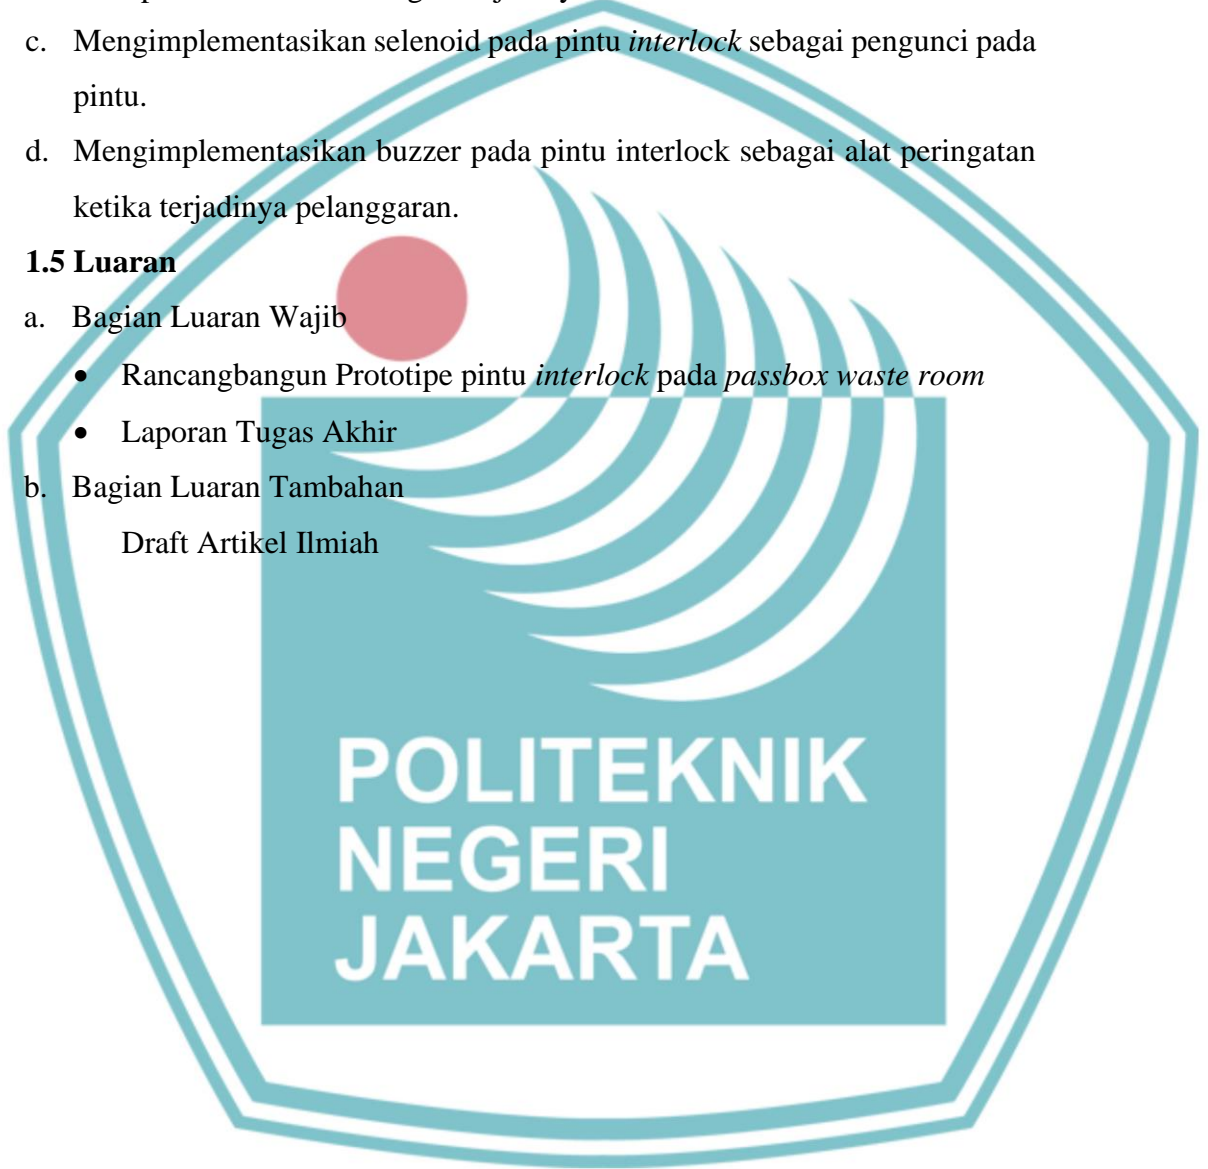 c. Mengimplementasikan selenoid pada pintu interlock sebagai pengunci pada
pintu.
d. Mengimplementasikan buzzer pada pintu interlock sebagai alat peringatan
ketika terjadinya pelanggaran.
1.5 Luaran
a. Bagian Luaran Wajib
• Rancangbangun Prototipe pintu interlock pada passbox waste room
• Laporan Tugas Akhir
b. Bagian Luaran Tambahan
Draft Artikel Ilmiah
POLITEKNIK
NEGERI
JAKARTA